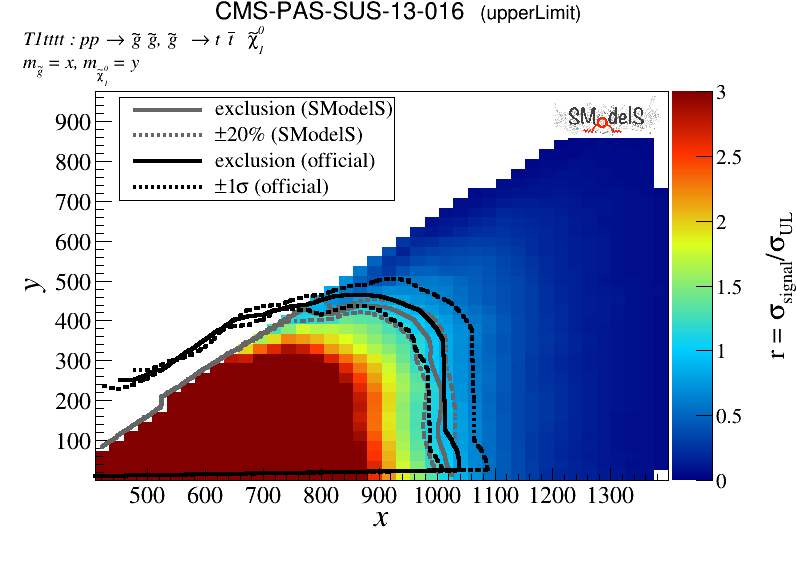 CMS-PAS-SUS-13-016 (upperLimit)
T1tttt : pp → g̃ g̃, g̃ → t t̄ χ̃₁⁰
m_g̃ = x, m_χ̃₁⁰ = y
exclusion (SModelS)
±20% (SModelS)
exclusion (official)
±1σ (official)
SModelS
900
800
700
600
500
400
300
200
100
y
500 600 700 800 900 1000 1100 1200 1300
x
3
2.5
2
1.5
1
0.5
0
r = σ_signal/σ_UL